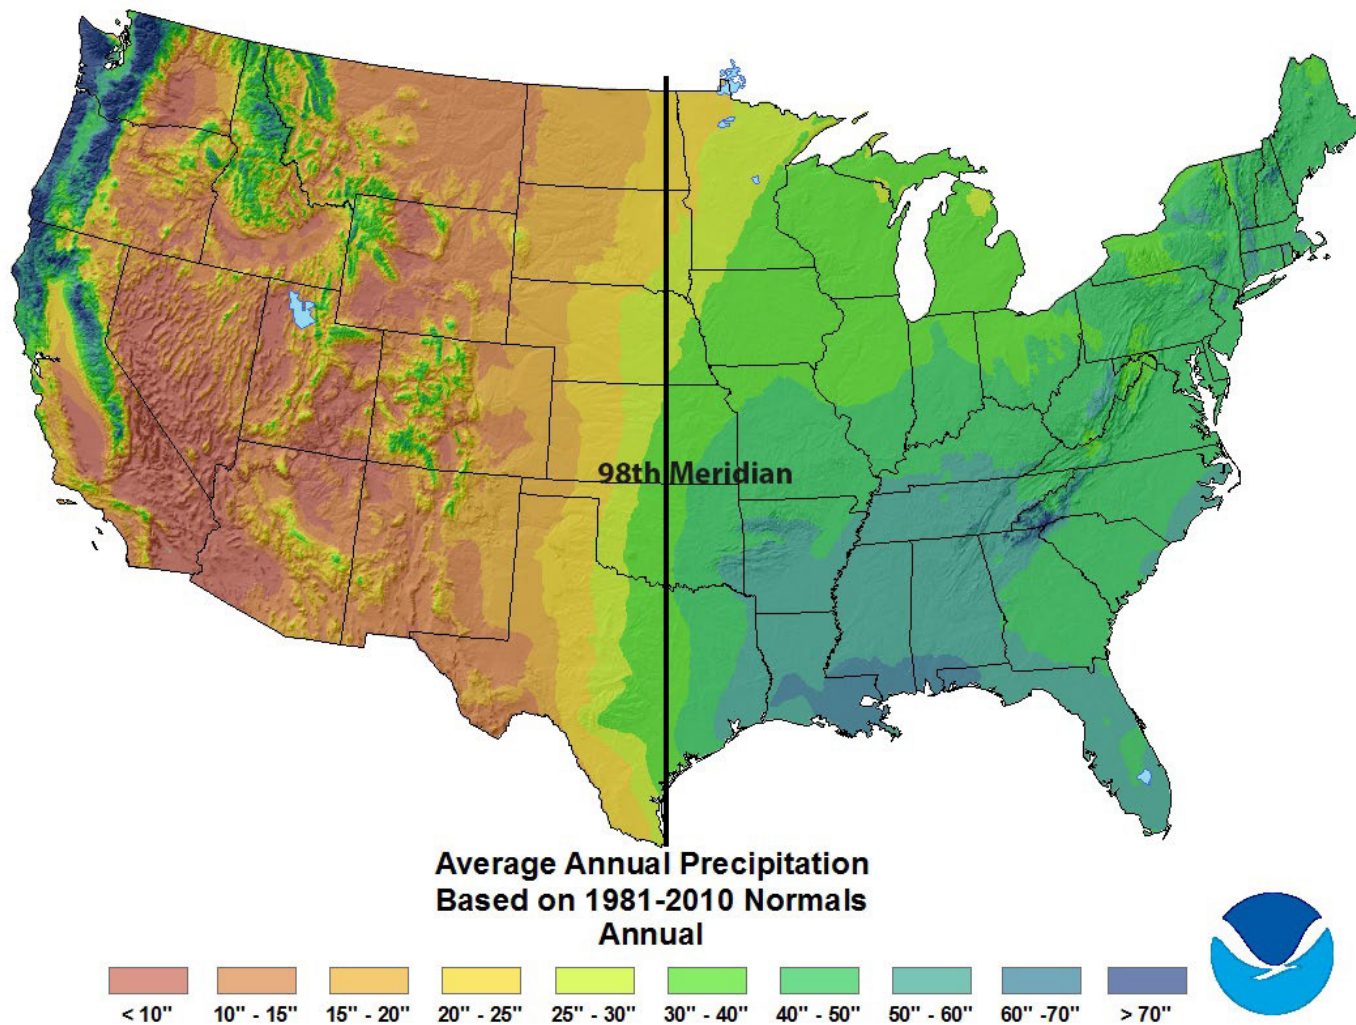 98th Meridian
Average Annual Precipitation
Based on 1981-2010 Normals
Annual
< 10" 10" - 15" 15" - 20" 20" - 25" 25" - 30" 30" - 40" 40" - 50" 50" - 60" 60" -70" > 70"